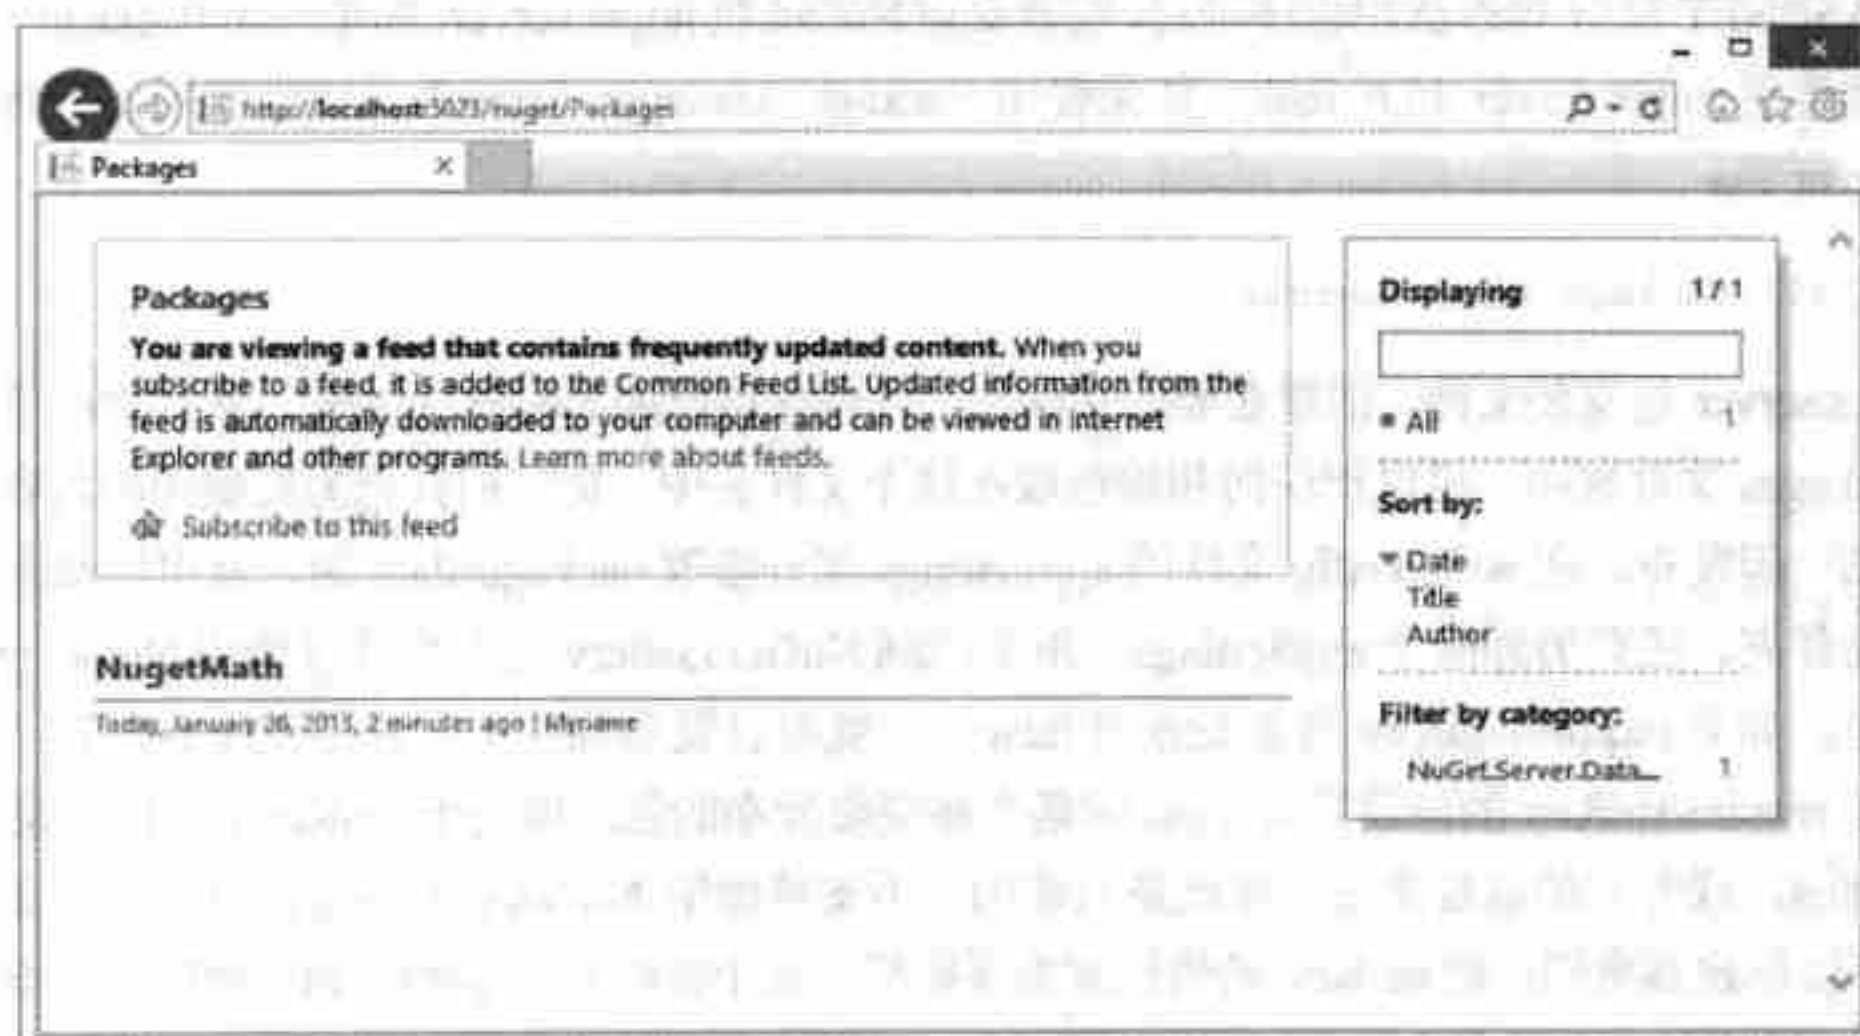 http://localhost:5023/nuget/Packages
Packages
Packages
You are viewing a feed that contains frequently updated content. When you
subscribe to a feed, it is added to the Common Feed List. Updated information from the
feed is automatically downloaded to your computer and can be viewed in Internet
Explorer and other programs. Learn more about feeds.
Subscribe to this feed
NugetMath
Today, January 26, 2013, 2 minutes ago | Myname
Displaying 1 / 1
All 1
Sort by:
Date
Title
Author
Filter by category:
NuGet.Server.Data... 1